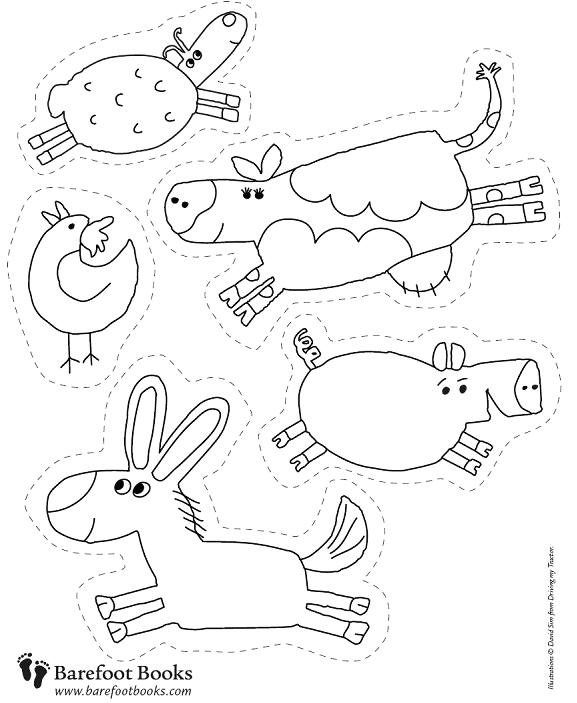 Illustrations © David Sim from Driving my Tractor.
Barefoot Books
www.barefootbooks.com